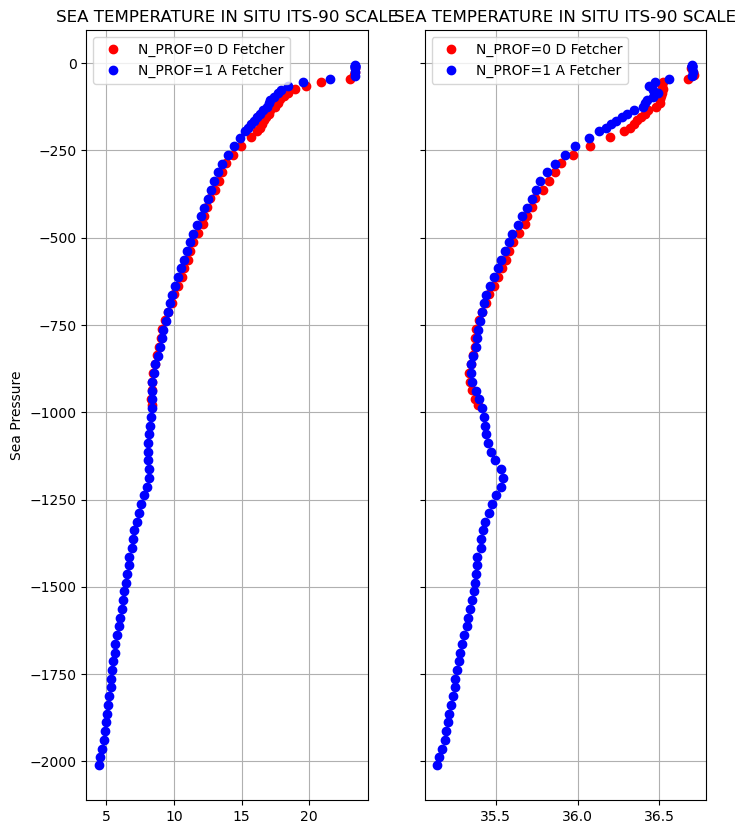 SEA TEMPERATURE IN SITU ITS-90 SCALE
SEA TEMPERATURE IN SITU ITS-90 SCALE
N_PROF=0 D Fetcher
N_PROF=1 A Fetcher
N_PROF=0 D Fetcher
N_PROF=1 A Fetcher
0
−250
−500
−750
−1000
−1250
−1500
−1750
−2000
Sea Pressure
5 10 15 20
35.5 36.0 36.5